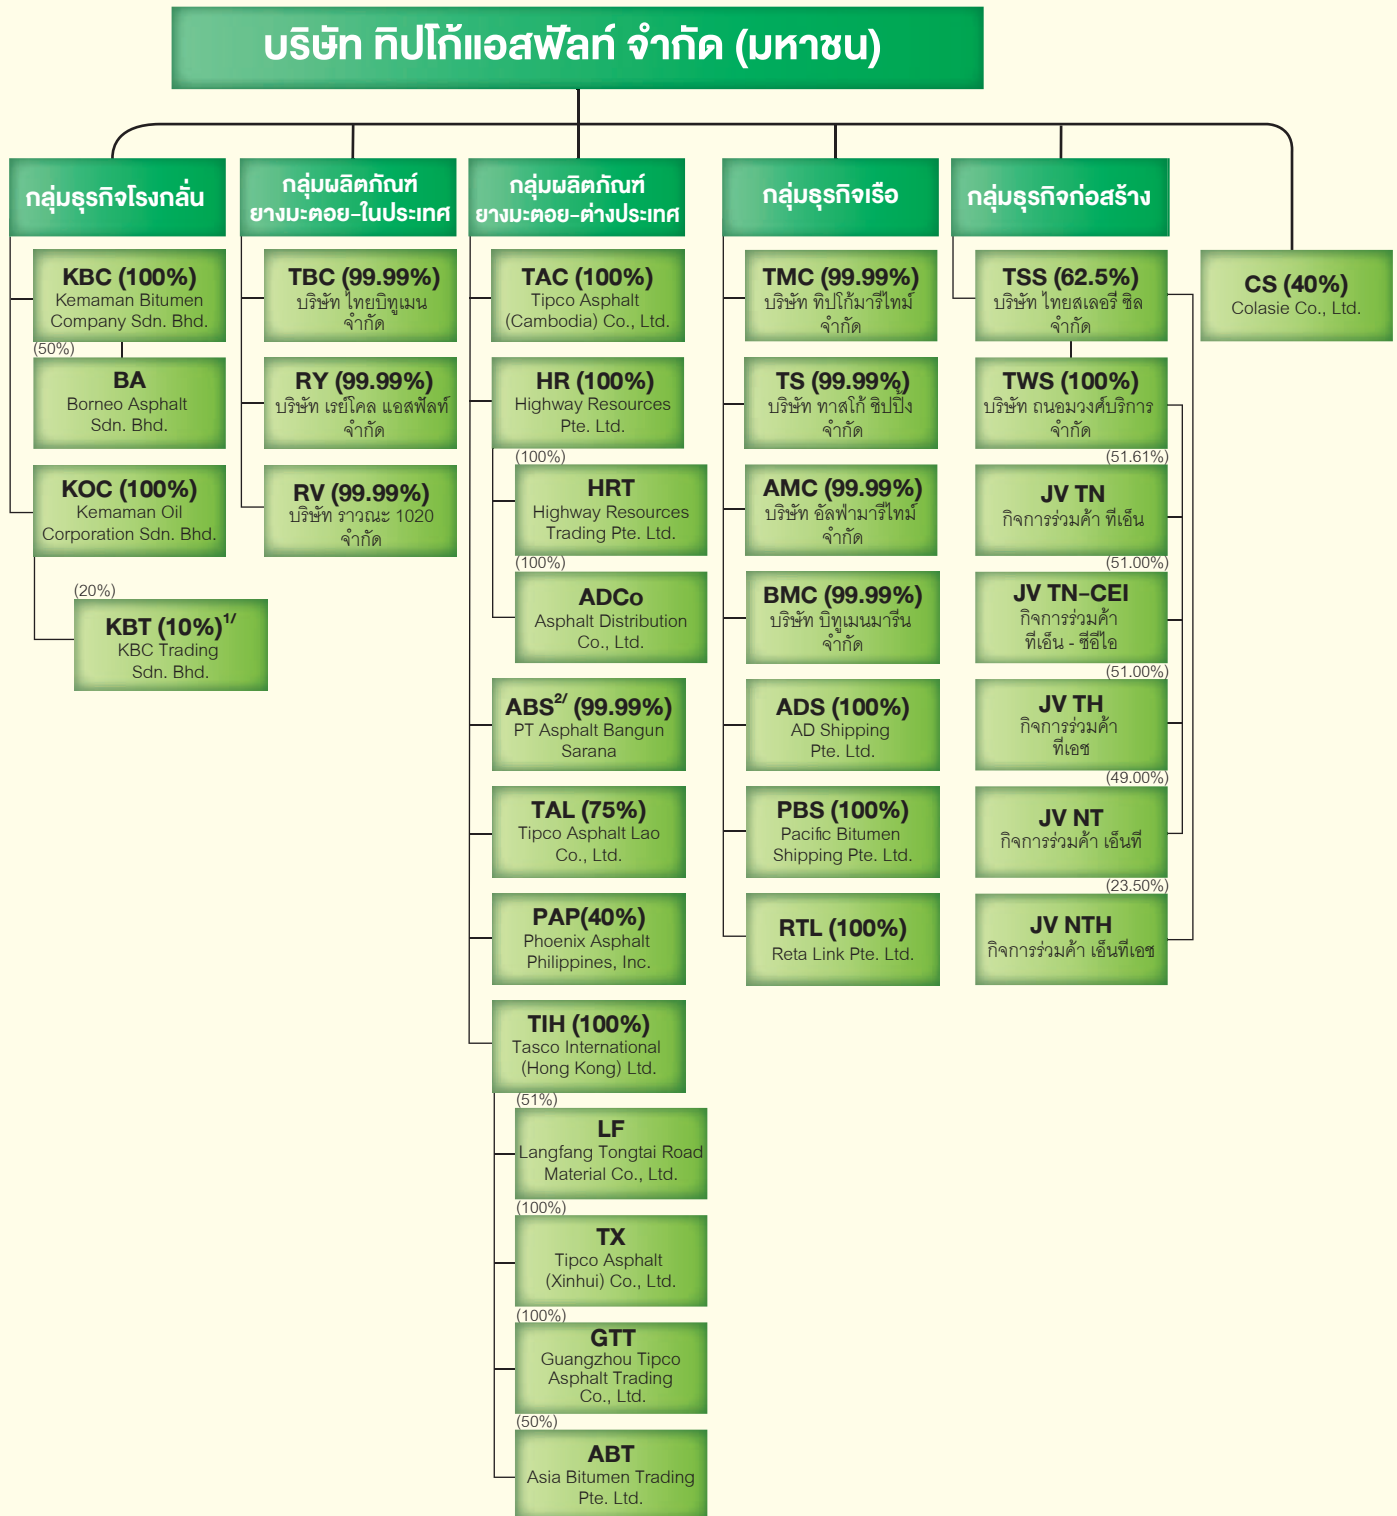 บริษัท ทิปโก้แอสฟัลท์ จำกัด (มหาชน)
กลุ่มธุรกิจโรงกลั่น
KBC (100%)
Kemaman Bitumen
Company Sdn. Bhd.
(50%)
BA
Borneo Asphalt
Sdn. Bhd.
KOC (100%)
Kemaman Oil
Corporation Sdn. Bhd.
(20%)
KBT (10%)1/
KBC Trading
Sdn. Bhd.
กลุ่มผลิตภัณฑ์
ยางมะตอย-ในประเทศ
TBC (99.99%)
บริษัท ไทยบิทูเมน
จำกัด
RY (99.99%)
บริษัท เรย์โคล แอสฟัลท์
จำกัด
RV (99.99%)
บริษัท ราวณะ 1020
จำกัด
กลุ่มผลิตภัณฑ์
ยางมะตอย-ต่างประเทศ
TAC (100%)
Tipco Asphalt
(Cambodia) Co., Ltd.
HR (100%)
Highway Resources
Pte. Ltd.
(100%)
HRT
Highway Resources
Trading Pte. Ltd.
(100%)
ADCo
Asphalt Distribution
Co., Ltd.
ABS2/ (99.99%)
PT Asphalt Bangun
Sarana
TAL (75%)
Tipco Asphalt Lao
Co., Ltd.
PAP(40%)
Phoenix Asphalt
Philippines, Inc.
TIH (100%)
Tasco International
(Hong Kong) Ltd.
(51%)
LF
Langfang Tongtai Road
Material Co., Ltd.
(100%)
TX
Tipco Asphalt
(Xinhui) Co., Ltd.
(100%)
GTT
Guangzhou Tipco
Asphalt Trading
Co., Ltd.
(50%)
ABT
Asia Bitumen Trading
Pte. Ltd.
กลุ่มธุรกิจเรือ
TMC (99.99%)
บริษัท ทิปโก้มารีไทม์
จำกัด
TS (99.99%)
บริษัท ทาสโก้ ชิปปิ้ง
จำกัด
AMC (99.99%)
บริษัท อัลฟ่ามารีไทม์
จำกัด
BMC (99.99%)
บริษัท บิทูเมนมารีน
จำกัด
ADS (100%)
AD Shipping
Pte. Ltd.
PBS (100%)
Pacific Bitumen
Shipping Pte. Ltd.
RTL (100%)
Reta Link Pte. Ltd.
กลุ่มธุรกิจก่อสร้าง
TSS (62.5%)
บริษัท ไทยสเลอรี่ ซิล
จำกัด
TWS (100%)
บริษัท ถนอมวงศ์บริการ
จำกัด
(51.61%)
JV TN
กิจการร่วมค้า ทีเอ็น
(51.00%)
JV TN-CEI
กิจการร่วมค้า
ทีเอ็น - ซีอีไอ
(51.00%)
JV TH
กิจการร่วมค้า
ทีเอช
(49.00%)
JV NT
กิจการร่วมค้า เอ็นที
(23.50%)
JV NTH
กิจการร่วมค้า เอ็นทีเอช
CS (40%)
Colasie Co., Ltd.